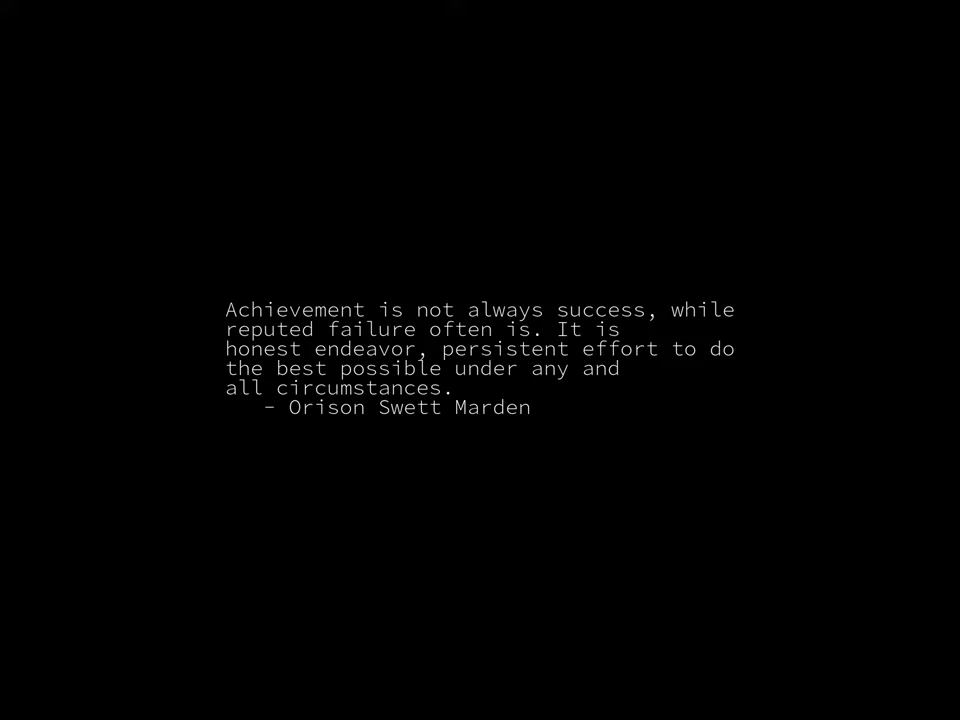 Achievement is not always success, while
reputed failure often is. It is
honest endeavor, persistent effort to do
the best possible under any and
all circumstances.
- Orison Swett Marden